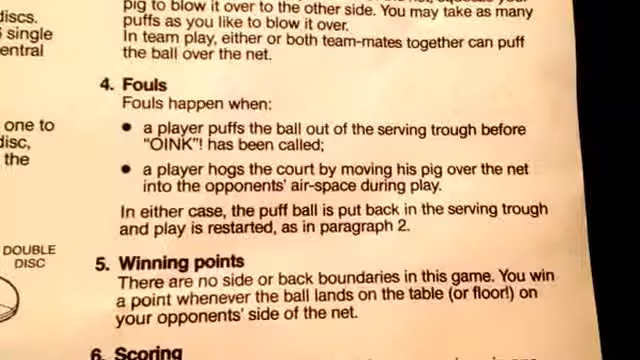 discs.
single
entral
one to
disc,
the
DOUBLE
DISC
pig to blow it over to the other side. You may take as many
puffs as you like to blow it over.
In team play, either or both team-mates together can puff
the ball over the net.
4. Fouls
Fouls happen when:
● a player puffs the ball out of the serving trough before
"OINK"! has been called;
● a player hogs the court by moving his pig over the net
into the opponents' air-space during play.
In either case, the puff ball is put back in the serving trough
and play is restarted, as in paragraph 2.
5. Winning points
There are no side or back boundaries in this game. You win
a point whenever the ball lands on the table (or floor!) on
your opponents' side of the net.
6. Scoring